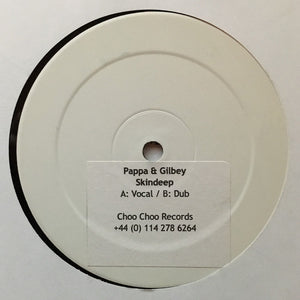 Pappa & Gilbey
Skindeep
A: Vocal / B: Dub
Choo Choo Records
+44 (0) 114 278 6264